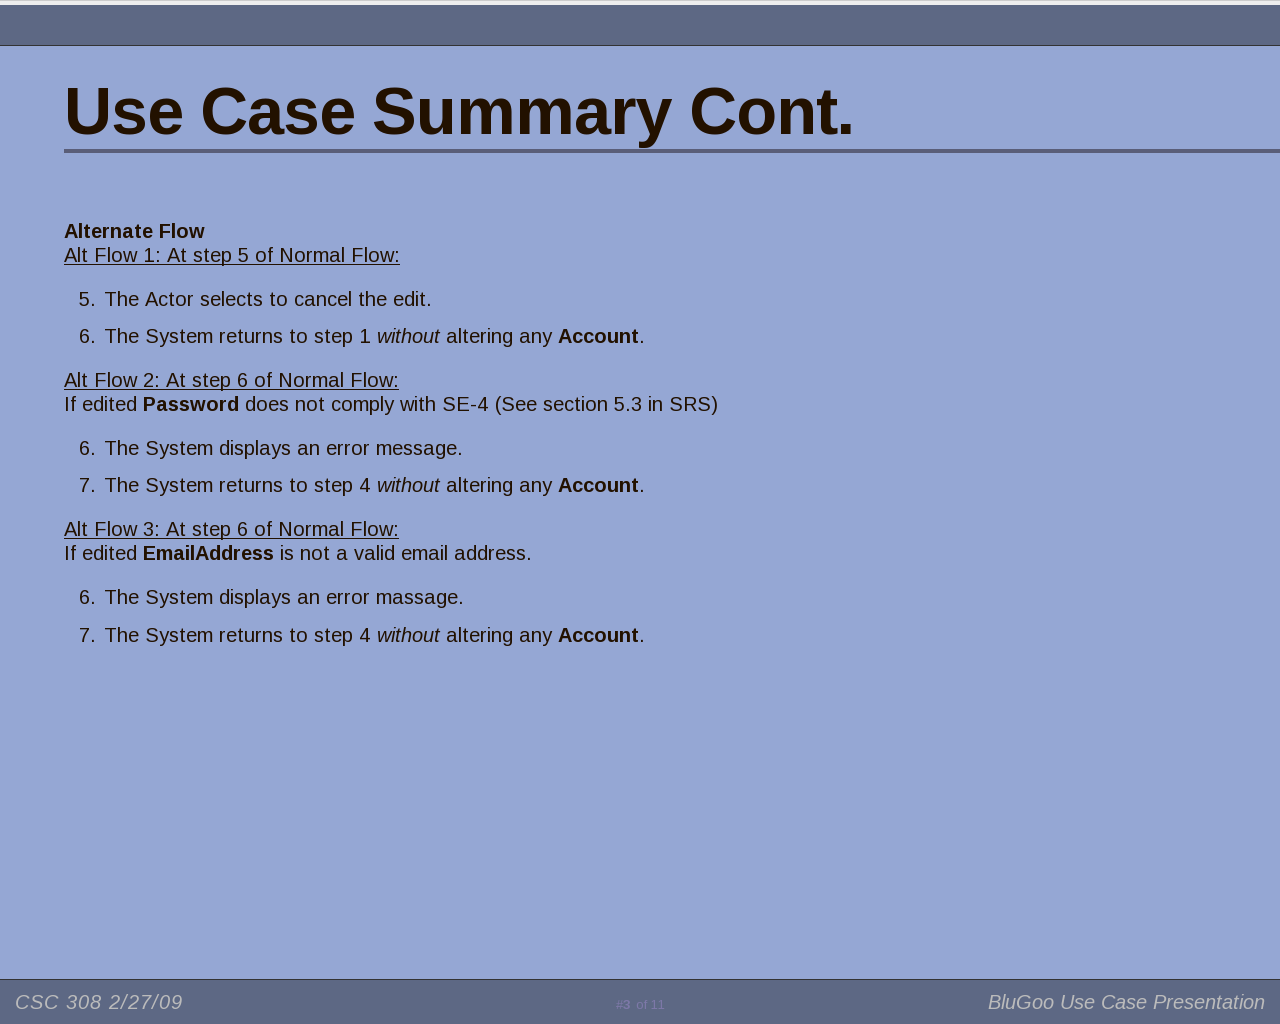 Use Case Summary Cont.
Alternate Flow
Alt Flow 1: At step 5 of Normal Flow:
5. The Actor selects to cancel the edit.
6. The System returns to step 1 without altering any Account.
Alt Flow 2: At step 6 of Normal Flow:
If edited Password does not comply with SE-4 (See section 5.3 in SRS)
6. The System displays an error message.
7. The System returns to step 4 without altering any Account.
Alt Flow 3: At step 6 of Normal Flow:
If edited EmailAddress is not a valid email address.
6. The System displays an error massage.
7. The System returns to step 4 without altering any Account.
CSC 308 2/27/09
#3 of 11
BluGoo Use Case Presentation